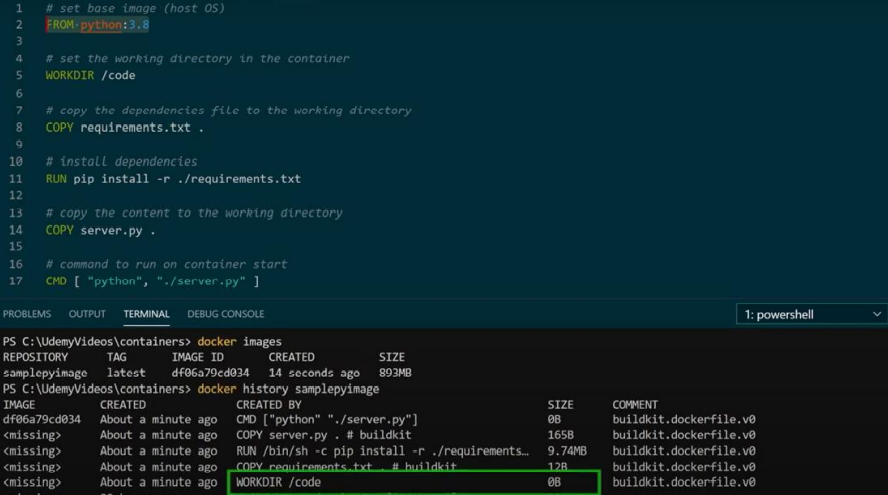 1 # set base image (host OS)
2 FROM python:3.8
3
4 # set the working directory in the container
5 WORKDIR /code
6
7 # copy the dependencies file to the working directory
8 COPY requirements.txt .
9
10 # install dependencies
11 RUN pip install -r ./requirements.txt
12
13 # copy the content to the working directory
14 COPY server.py .
15
16 # command to run on container start
17 CMD [ "python", "./server.py" ]
PROBLEMS OUTPUT TERMINAL DEBUG CONSOLE 1: powershell
PS C:\UdemyVideos\containers> docker images
REPOSITORY TAG IMAGE ID CREATED SIZE
samplepyimage latest df06a79cd034 14 seconds ago 893MB
PS C:\UdemyVideos\containers> docker history samplepyimage
IMAGE CREATED CREATED BY SIZE COMMENT
df06a79cd034 About a minute ago CMD ["python" "./server.py"] 0B buildkit.dockerfile.v0
<missing> About a minute ago COPY server.py . # buildkit 165B buildkit.dockerfile.v0
<missing> About a minute ago RUN /bin/sh -c pip install -r ./requirements… 9.74MB buildkit.dockerfile.v0
<missing> About a minute ago COPY requirements.txt . # buildkit 12B buildkit.dockerfile.v0
<missing> About a minute ago WORKDIR /code 0B buildkit.dockerfile.v0